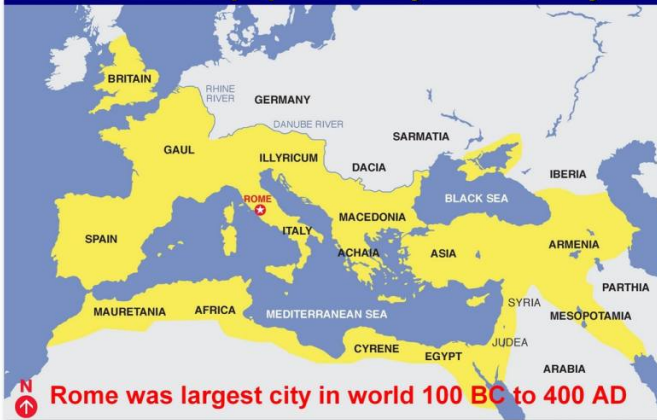 BRITAIN
RHINE
RIVER
GERMANY
DANUBE RIVER
SARMATIA
GAUL
ILLYRICUM
DACIA
IBERIA
ROME
BLACK SEA
MACEDONIA
ITALY
SPAIN
ACHAIA
ASIA
ARMENIA
PARTHIA
SYRIA
MAURETANIA
AFRICA
MEDITERRANEAN SEA
MESOPOTAMIA
JUDEA
CYRENE
EGYPT
ARABIA
N
Rome was largest city in world 100 BC to 400 AD